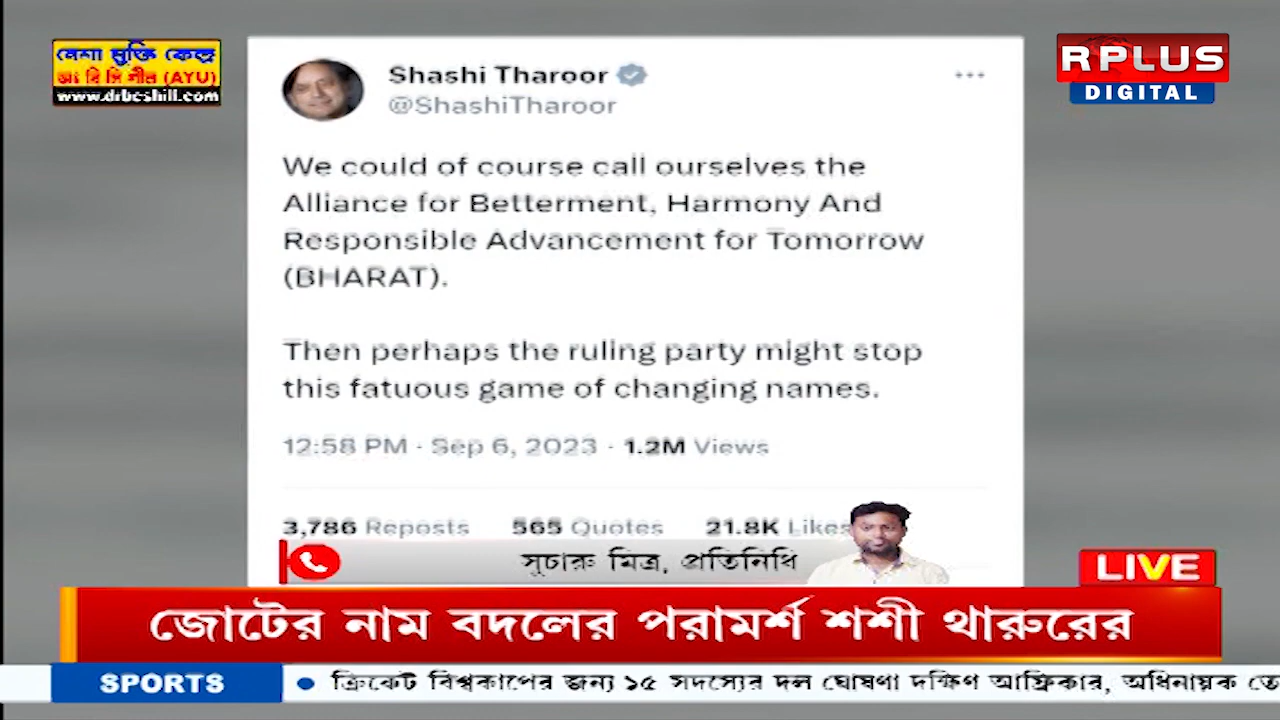 নেশা মুক্তি কেন্দ্র
ডাঃ বি সি শীল (AYU)
www.drbcshill.com
RPLUS
DIGITAL
Shashi Tharoor
@ShashiTharoor
We could of course call ourselves the
Alliance for Betterment, Harmony And
Responsible Advancement for Tomorrow
(BHARAT).
Then perhaps the ruling party might stop
this fatuous game of changing names.
12:58 PM · Sep 6, 2023 · 1.2M Views
3,786 Reposts 565 Quotes 21.8K Likes
সুচারু মিত্র, প্রতিনিধি
LIVE
জোটের নাম বদলের পরামর্শ শশী থারুরের
SPORTS
ক্রিকেট বিশ্বকাপের জন্য ১৫ সদস্যের দল ঘোষণা দক্ষিণ আফ্রিকার, অধিনায়ক তে